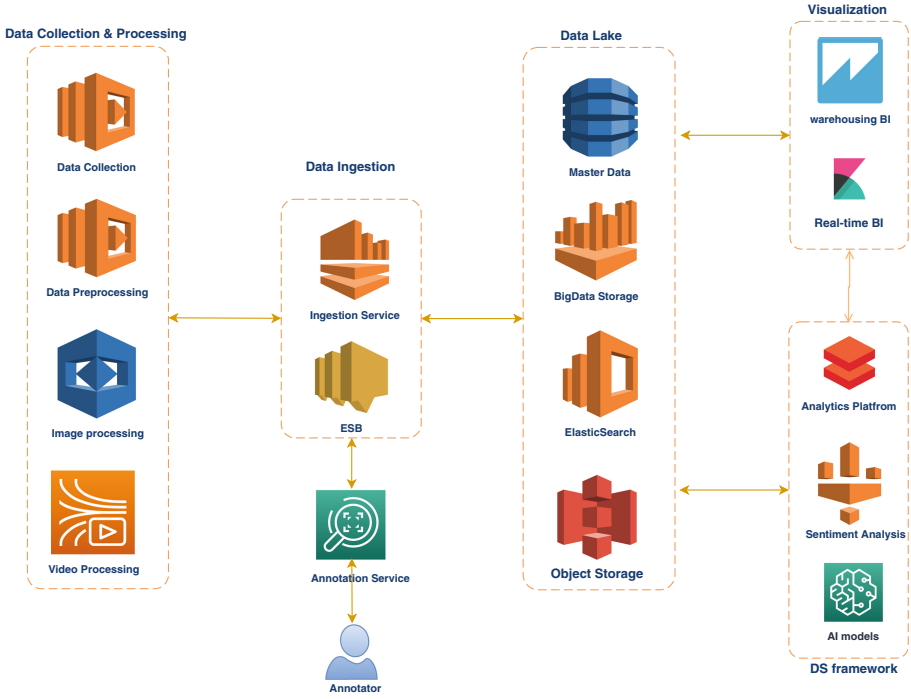 Data Collection & Processing
Data Collection
Data Preprocessing
Image processing
Video Processing
Data Ingestion
Ingestion Service
ESB
Annotation Service
Annotator
Data Lake
Master Data
BigData Storage
ElasticSearch
Object Storage
Visualization
warehousing BI
Real-time BI
Analytics Platfrom
Sentiment Analysis
AI models
DS framework